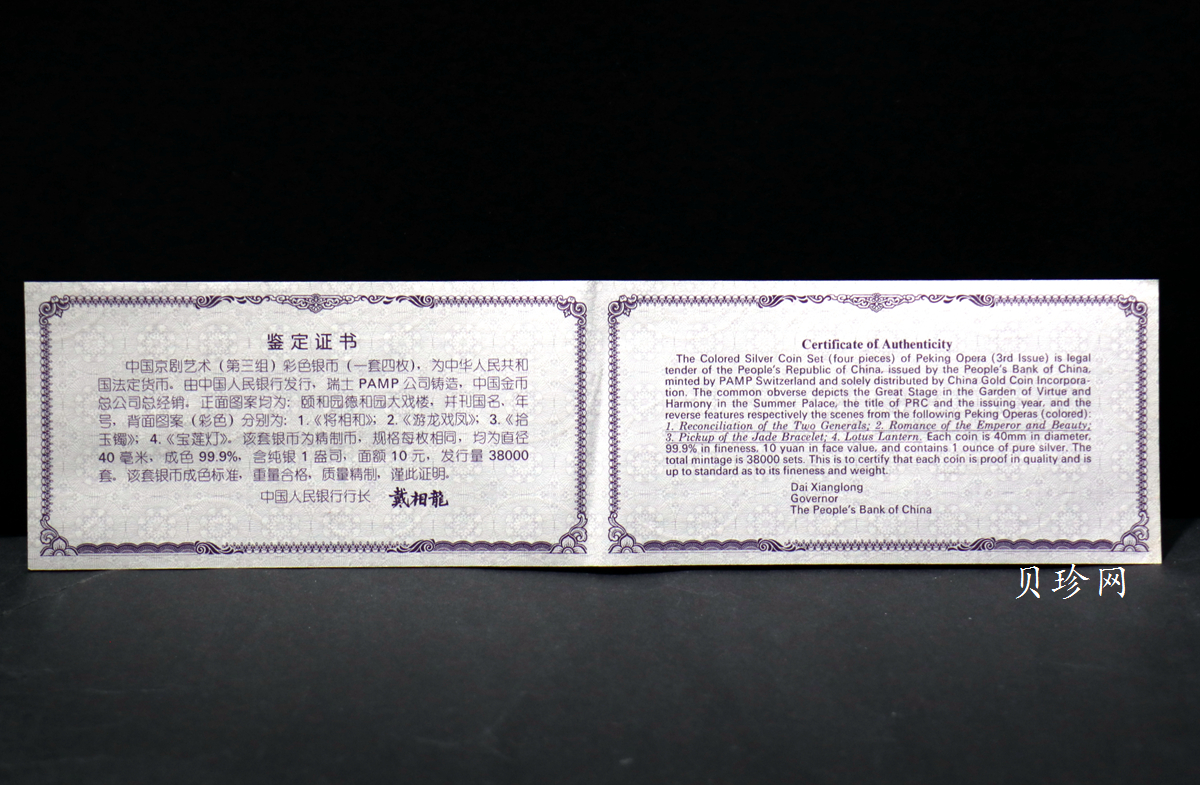 鉴定证书
中国京剧艺术（第三组）彩色银币（一套四枚），为中华人民共和
国法定货币，由中国人民银行发行，瑞士 PAMP 公司铸造，中国金币
总公司总经销，正面图案均为：颐和园德和园大戏楼，并刊国名、年
号，背面图案（彩色）分别为：1.《将相和》；2.《游龙戏凤》；3.《拾
玉镯》；4.《宝莲灯》。该套银币为精制币，规格每枚相同，均为直径
40 毫米，成色 99.9%，含纯银 1 盎司，面额 10 元，发行量 38000
套，该套银币成色标准，重量合格，质量精制，谨此证明。
中国人民银行行长 戴相龍
Certificate of Authenticity
The Colored Silver Coin Set (four pieces) of Peking Opera (3rd Issue) is legal
tender of the People's Republic of China, issued by the People's Bank of China,
minted by PAMP Switzerland and solely distributed by China Gold Coin Incorpora-
tion. The common obverse depicts the Great Stage in the Garden of Virtue and
Harmony in the Summer Palace, the title of PRC and the issuing year, and the
reverse features respectively the scenes from the following Peking Operas (colored):
1. Reconciliation of the Two Generals; 2. Romance of the Emperor and Beauty;
3. Pickup of the Jade Bracelet; 4. Lotus Lantern. Each coin is 40mm in diameter,
99.9% in fineness, 10 yuan in face value, and contains 1 ounce of pure silver. The
total mintage is 38000 sets. This is to certify that each coin is proof in quality and is
up to standard as to its fineness and weight.
Dai Xianglong
Governor
The People's Bank of China
贝珍网